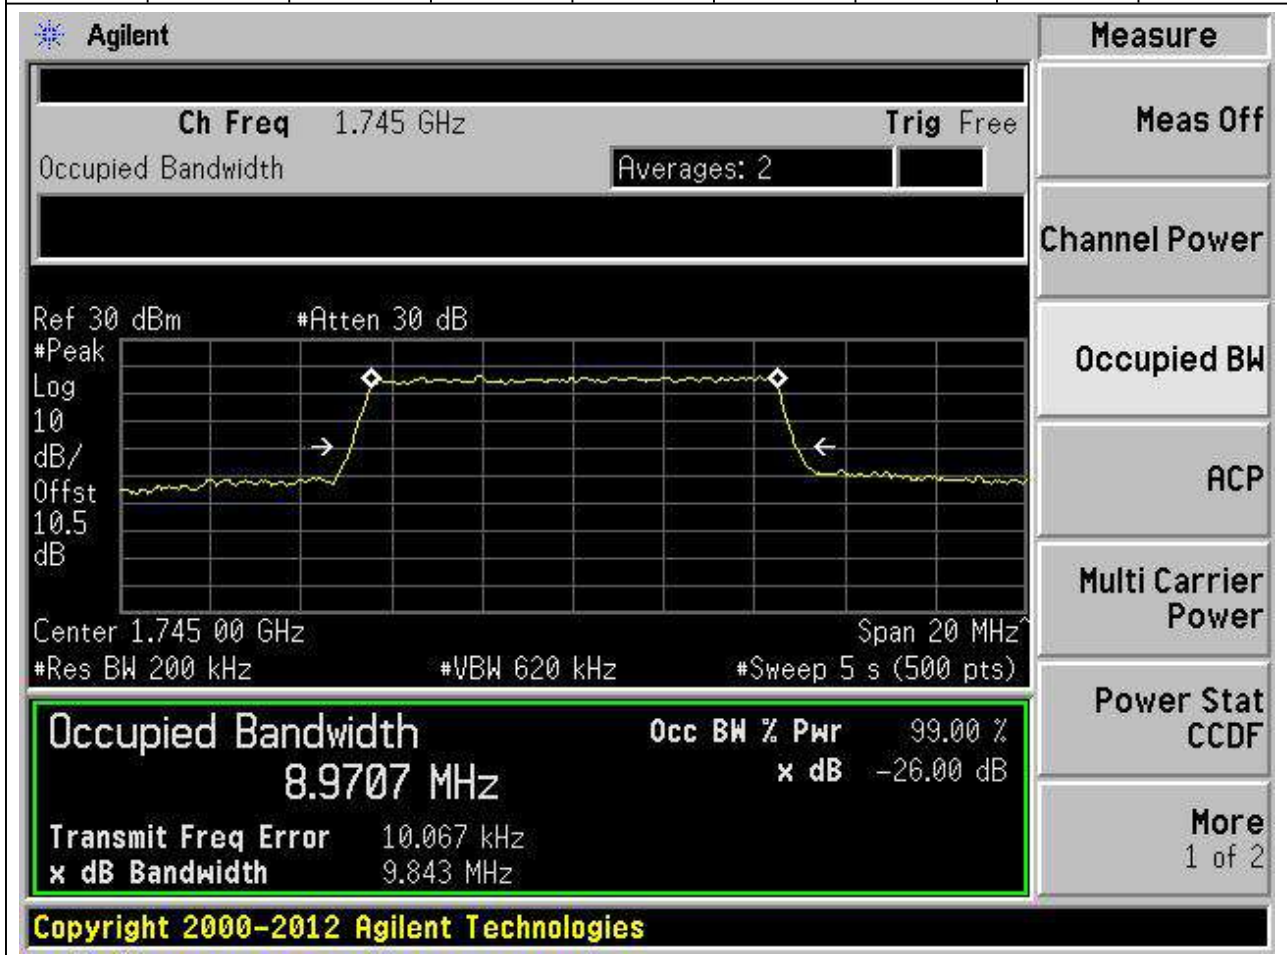 Agilent
Measure
Ch Freq 1.745 GHz Trig Free
Meas Off
Occupied Bandwidth Averages: 2
Channel Power
Ref 30 dBm #Atten 30 dB
#Peak
Log
10
dB/
Offst
10.5
dB
Occupied BW
ACP
Multi Carrier
Power
Center 1.745 00 GHz Span 20 MHz^
#Res BW 200 kHz #VBW 620 kHz #Sweep 5 s (500 pts)
Occupied Bandwidth Occ BW % Pwr 99.00 %
8.9707 MHz x dB -26.00 dB
Power Stat
CCDF
Transmit Freq Error 10.067 kHz
x dB Bandwidth 9.843 MHz
More
1 of 2
Copyright 2000-2012 Agilent Technologies